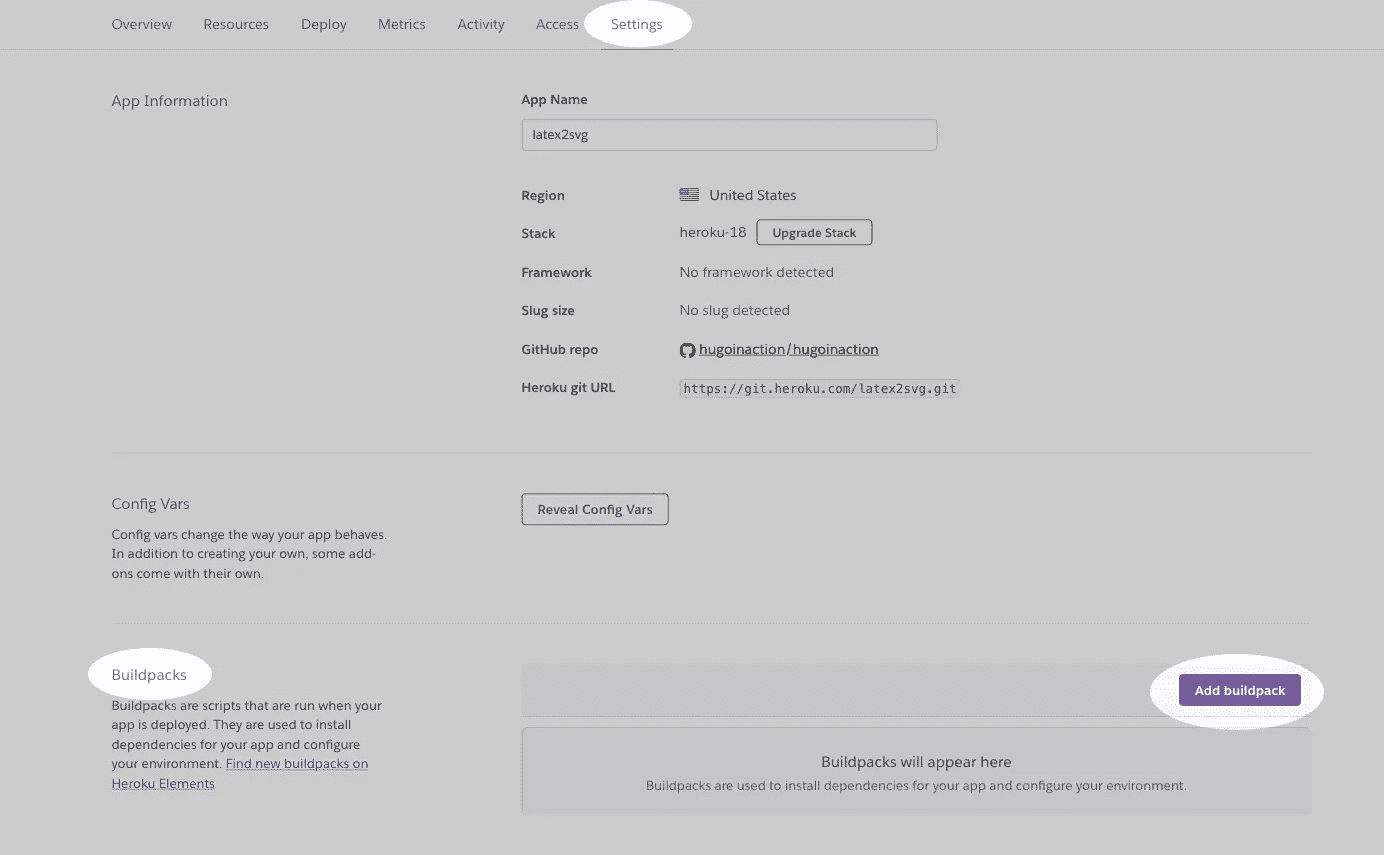 Overview Resources Deploy Metrics Activity Access Settings
App Information
App Name
latex2svg
Region United States
Stack heroku-18 Upgrade Stack
Framework No framework detected
Slug size No slug detected
GitHub repo hugoinaction/hugoinaction
Heroku git URL https://git.heroku.com/latex2svg.git
Config Vars
Config vars change the way your app behaves.
In addition to creating your own, some add-
ons come with their own.
Reveal Config Vars
Buildpacks
Buildpacks are scripts that are run when your
app is deployed. They are used to install
dependencies for your app and configure
your environment. Find new buildpacks on
Heroku Elements
Add buildpack
Buildpacks will appear here
Buildpacks are used to install dependencies for your app and configure your environment.